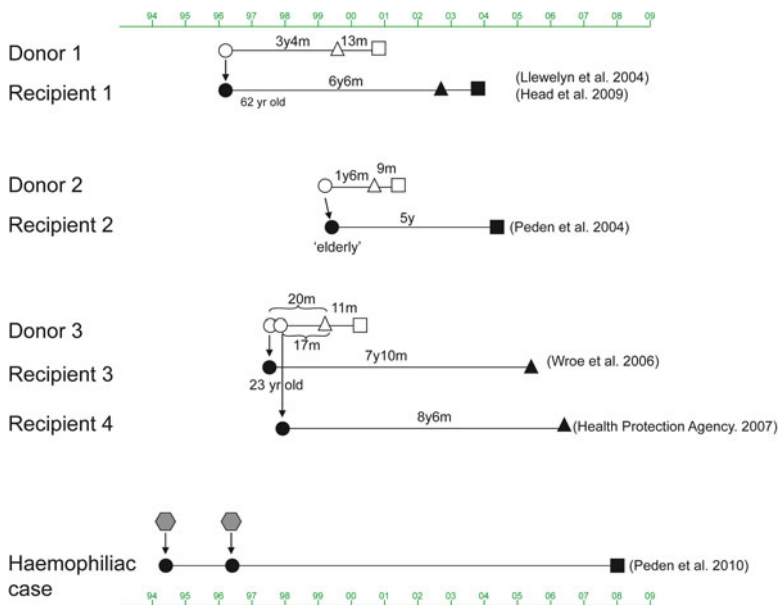 94 95 96 97 98 99 00 01 02 03 04 05 06 07 08 09
Donor 1
3y4m
13m
Recipient 1
6y6m
62 yr old
(Llewelyn et al. 2004)
(Head et al. 2009)
Donor 2
1y6m
9m
Recipient 2
5y
'elderly'
(Peden et al. 2004)
Donor 3
20m
11m
17m
Recipient 3
7y10m
23 yr old
(Wroe et al. 2006)
Recipient 4
8y6m
(Health Protection Agency. 2007)
Haemophiliac
case
(Peden et al. 2010)
94 95 96 97 98 99 00 01 02 03 04 05 06 07 08 09